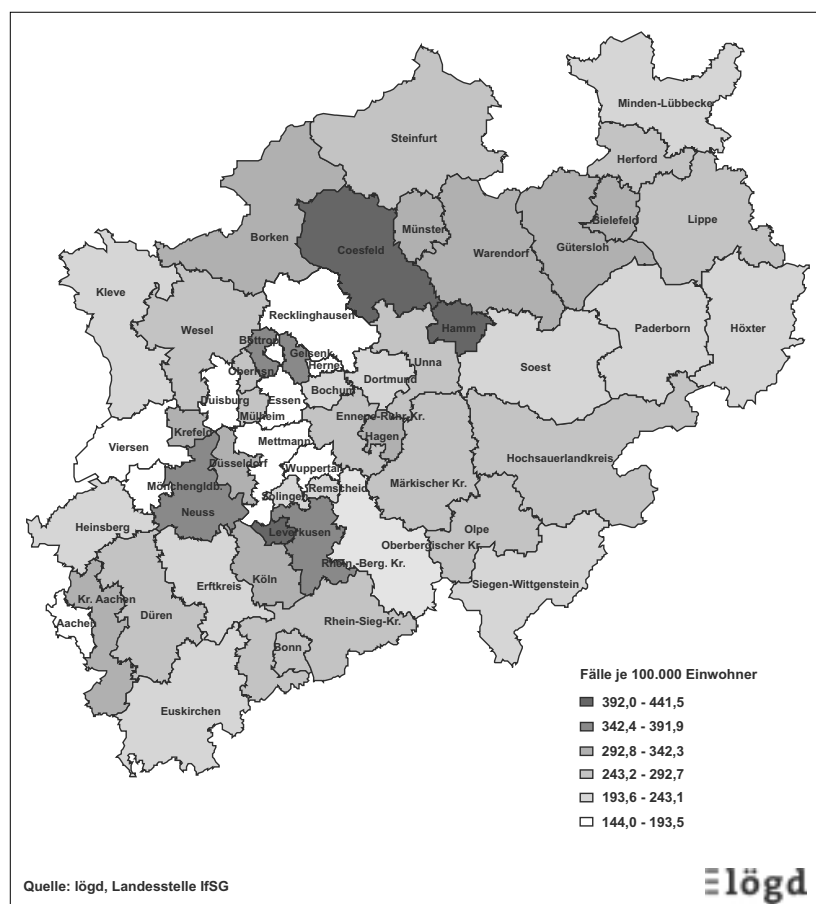 Minden-Lübbecke
Steinfurt
Herford
Bielefeld
Lippe
Münster
Borken
Coesfeld
Warendorf
Gütersloh
Kleve
Recklinghausen
Wesel
Hamm
Paderborn
Höxter
Bottrop
Gelsenk.
Herne
Oberhsn.
Unna
Soest
Dortmund
Bochum
Duisburg
Essen
Mülheim
Ennepe-Ruhr-Kr.
Krefeld
Hagen
Viersen
Mettmann
Hochsauerlandkreis
Düsseldorf
Wuppertal
Märkischer Kr.
Mönchengldb.
Solingen
Remscheid
Neuss
Heinsberg
Leverkusen
Olpe
Oberbergischer Kr.
Rhein.-Berg. Kr.
Siegen-Wittgenstein
Erftkreis
Köln
Kr. Aachen
Düren
Aachen
Rhein-Sieg-Kr.
Bonn
Euskirchen
Fälle je 100.000 Einwohner
392,0 - 441,5
342,4 - 391,9
292,8 - 342,3
243,2 - 292,7
193,6 - 243,1
144,0 - 193,5
Quelle: lögd, Landesstelle IfSG
lögd